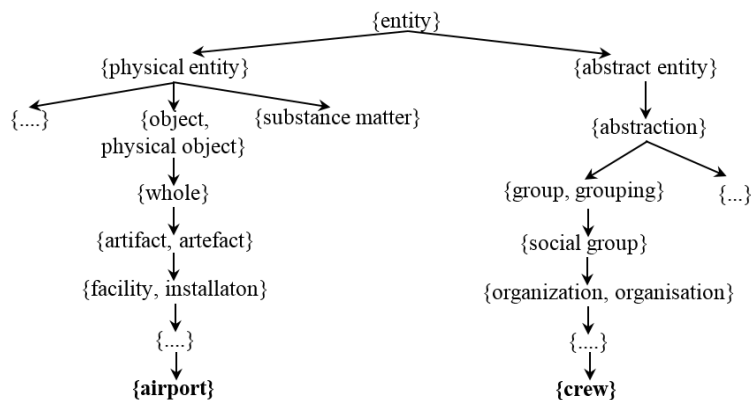 {entity}
{physical entity}
{abstract entity}
{....}
{object,
physical object}
{substance matter}
{abstraction}
{whole}
{group, grouping}
{...}
{artifact, artefact}
{social group}
{facility, installaton}
{organization, organisation}
{....}
{....}
{airport}
{crew}